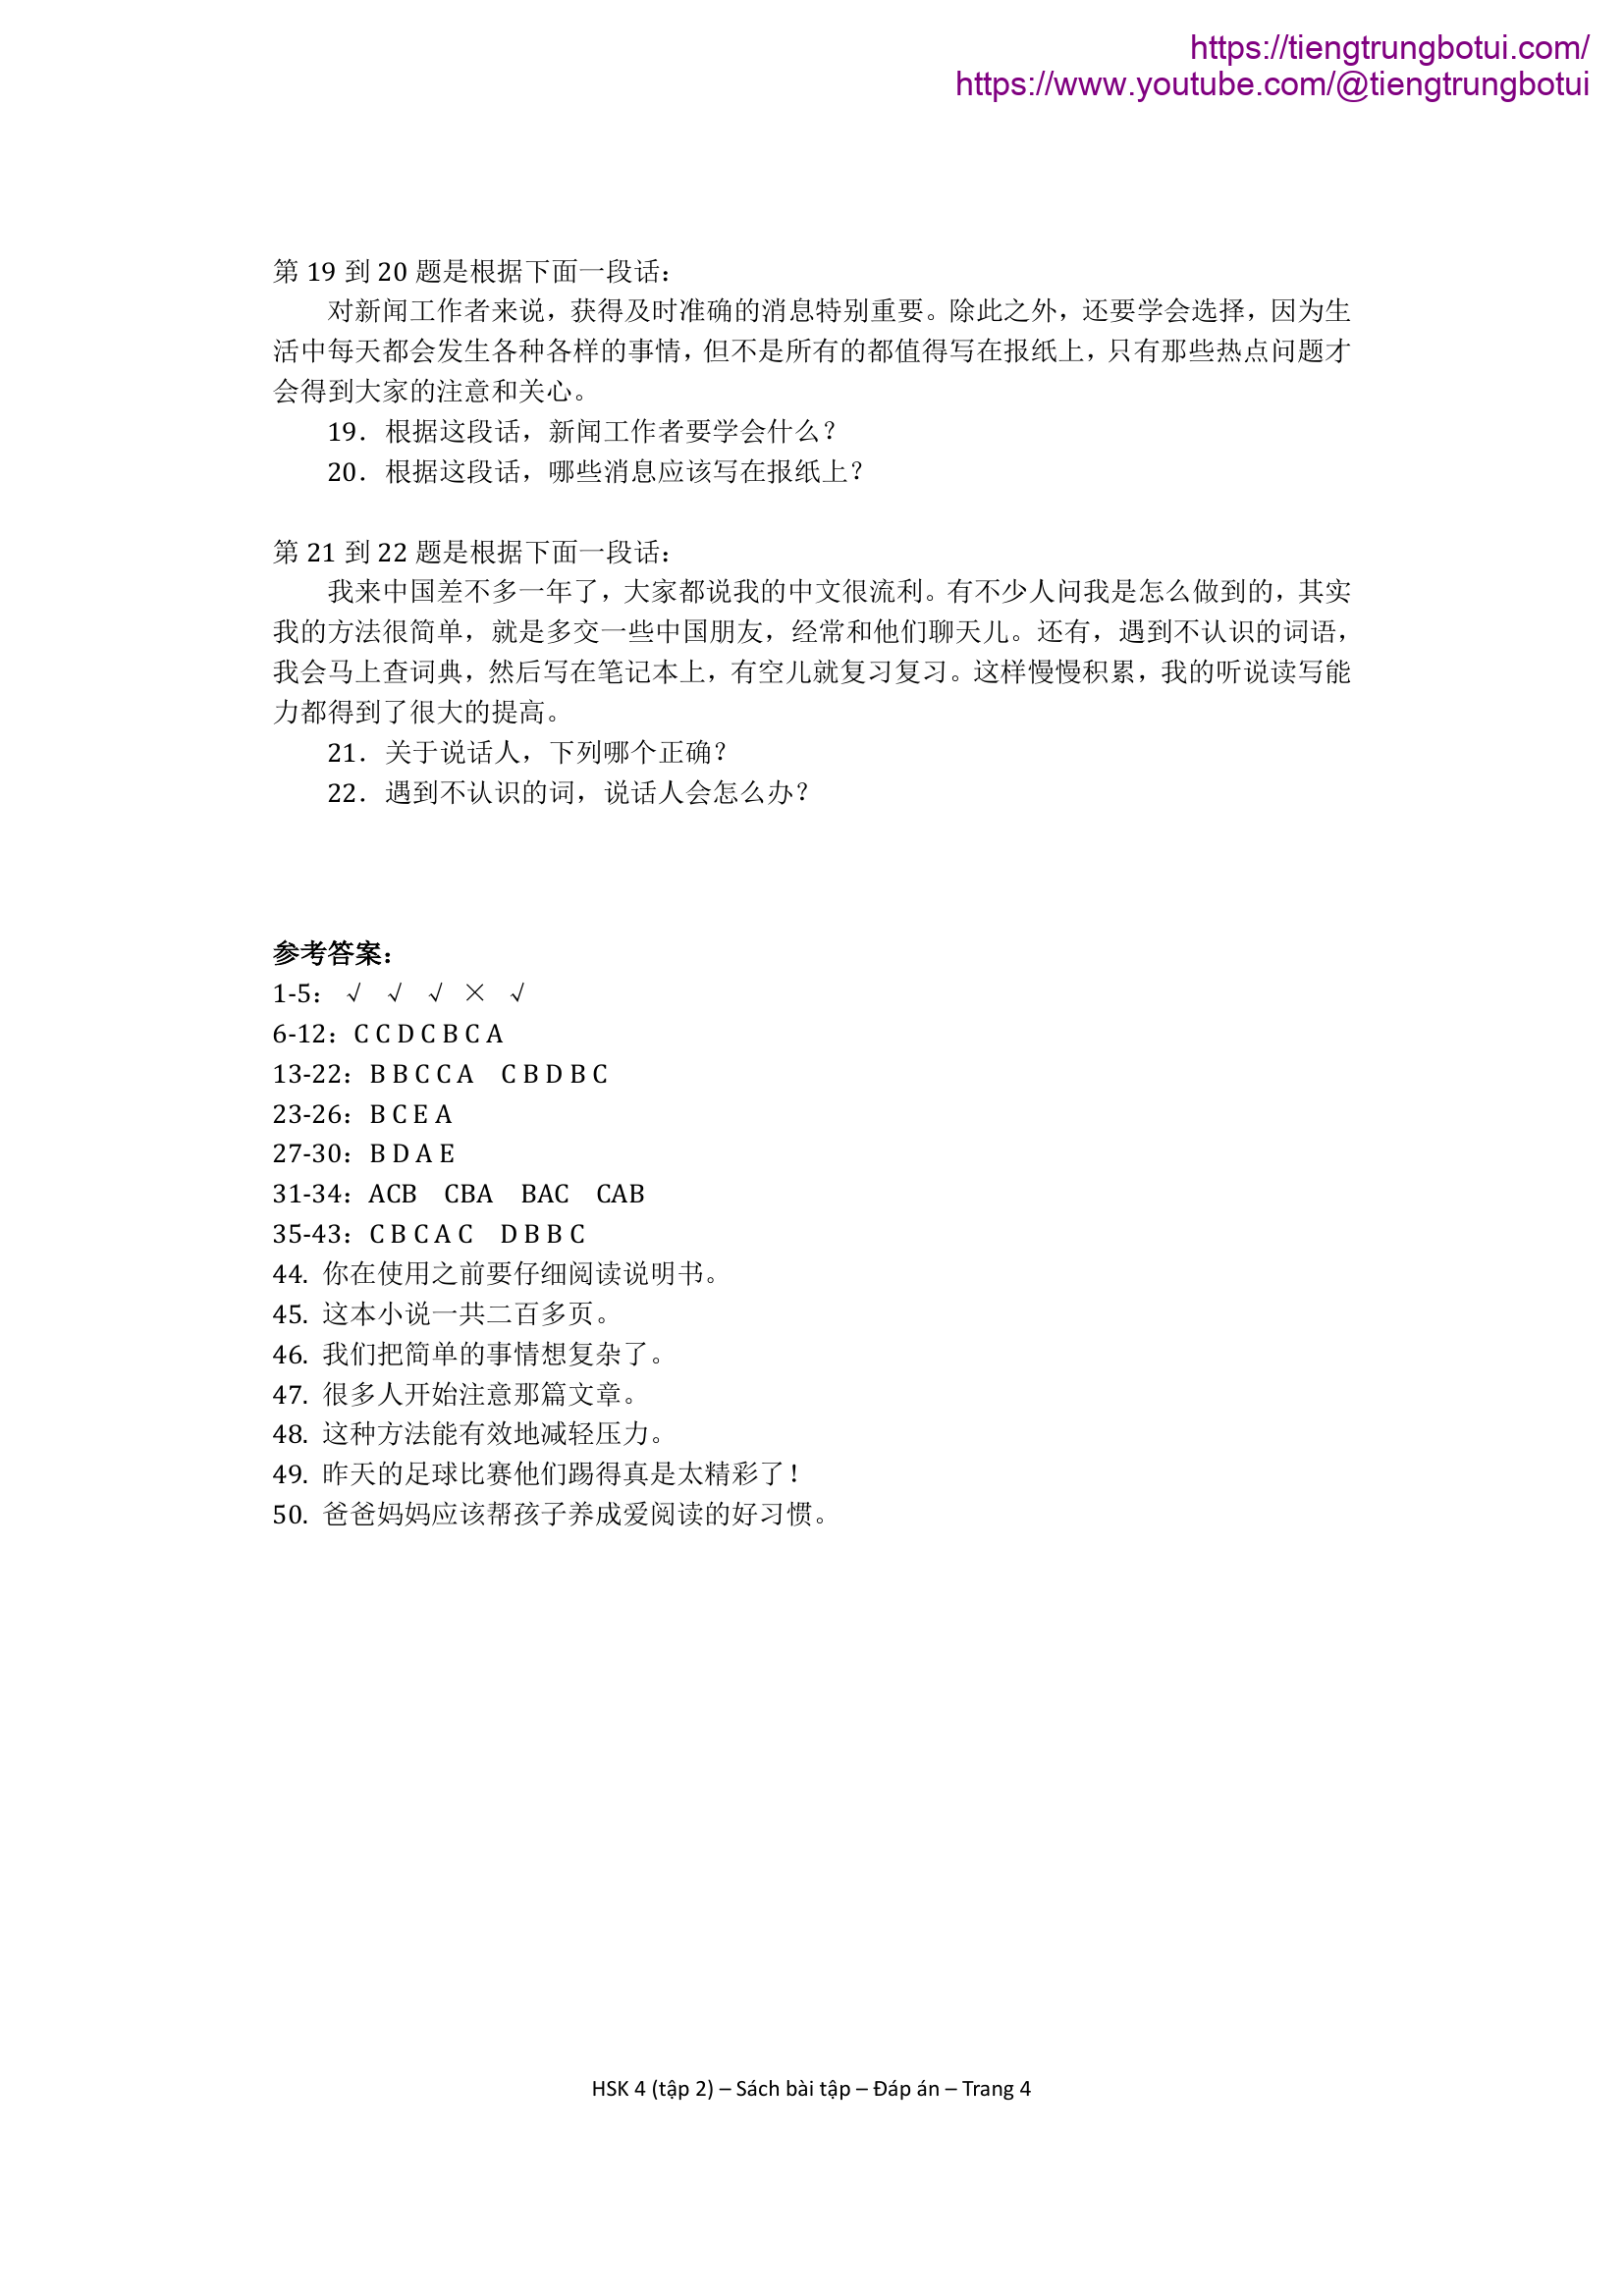 https://tiengtrungbotui.com/
https://www.youtube.com/@tiengtrungbotui
第 19 到 20 题是根据下面一段话：
对新闻工作者来说，获得及时准确的消息特别重要。除此之外，还要学会选择，因为生
活中每天都会发生各种各样的事情，但不是所有的都值得写在报纸上，只有那些热点问题才
会得到大家的注意和关心。
19．根据这段话，新闻工作者要学会什么？
20．根据这段话，哪些消息应该写在报纸上？
第 21 到 22 题是根据下面一段话：
我来中国差不多一年了，大家都说我的中文很流利。有不少人问我是怎么做到的，其实
我的方法很简单，就是多交一些中国朋友，经常和他们聊天儿。还有，遇到不认识的词语，
我会马上查词典，然后写在笔记本上，有空儿就复习复习。这样慢慢积累，我的听说读写能
力都得到了很大的提高。
21．关于说话人，下列哪个正确？
22．遇到不认识的词，说话人会怎么办？
参考答案：
1-5：√ √ √ × √
6-12：C C D C B C A
13-22：B B C C A C B D B C
23-26：B C E A
27-30：B D A E
31-34：ACB CBA BAC CAB
35-43：C B C A C D B B C
44. 你在使用之前要仔细阅读说明书。
45. 这本小说一共二百多页。
46. 我们把简单的事情想复杂了。
47. 很多人开始注意那篇文章。
48. 这种方法能有效地减轻压力。
49. 昨天的足球比赛他们踢得真是太精彩了！
50. 爸爸妈妈应该帮孩子养成爱阅读的好习惯。
HSK 4 (tập 2) – Sách bài tập – Đáp án – Trang 4